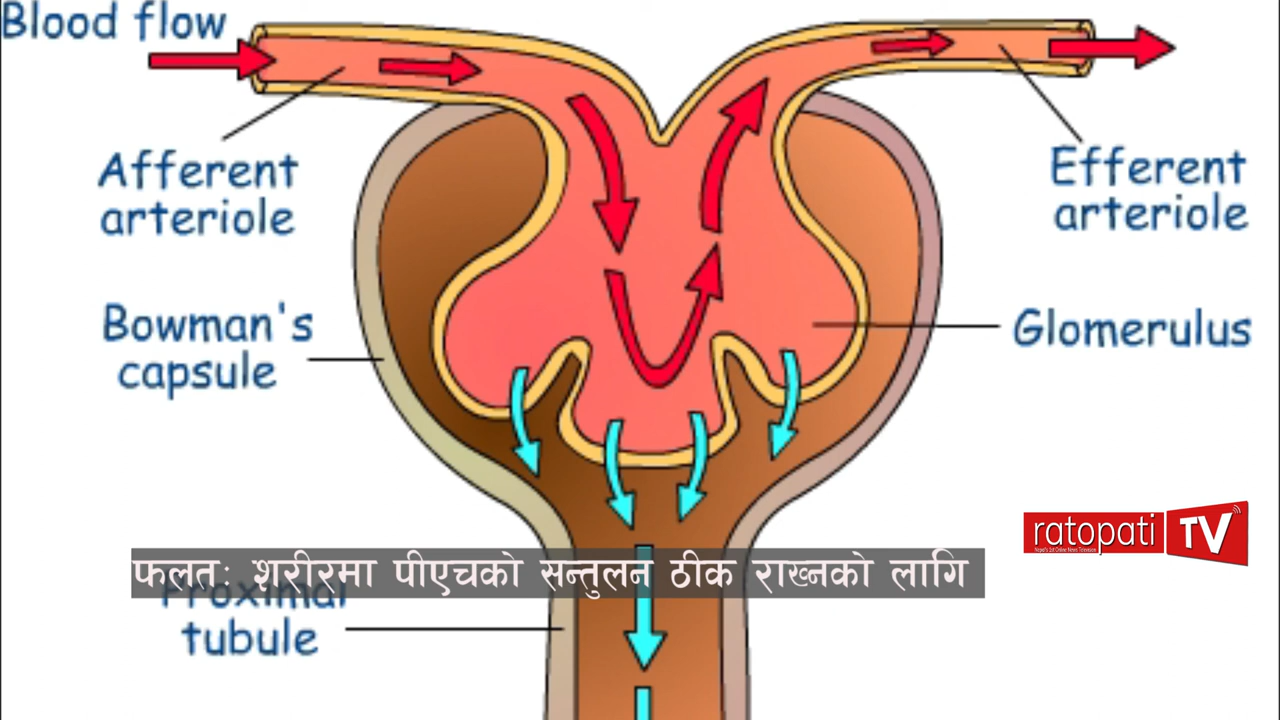 Blood flow
Afferent
arteriole
Efferent
arteriole
Bowman's
capsule
Glomerulus
ratopati TV
फलतः शरीरमा पीएचको सन्तुलन ठीक राख्नको लागि
Proximal
tubule